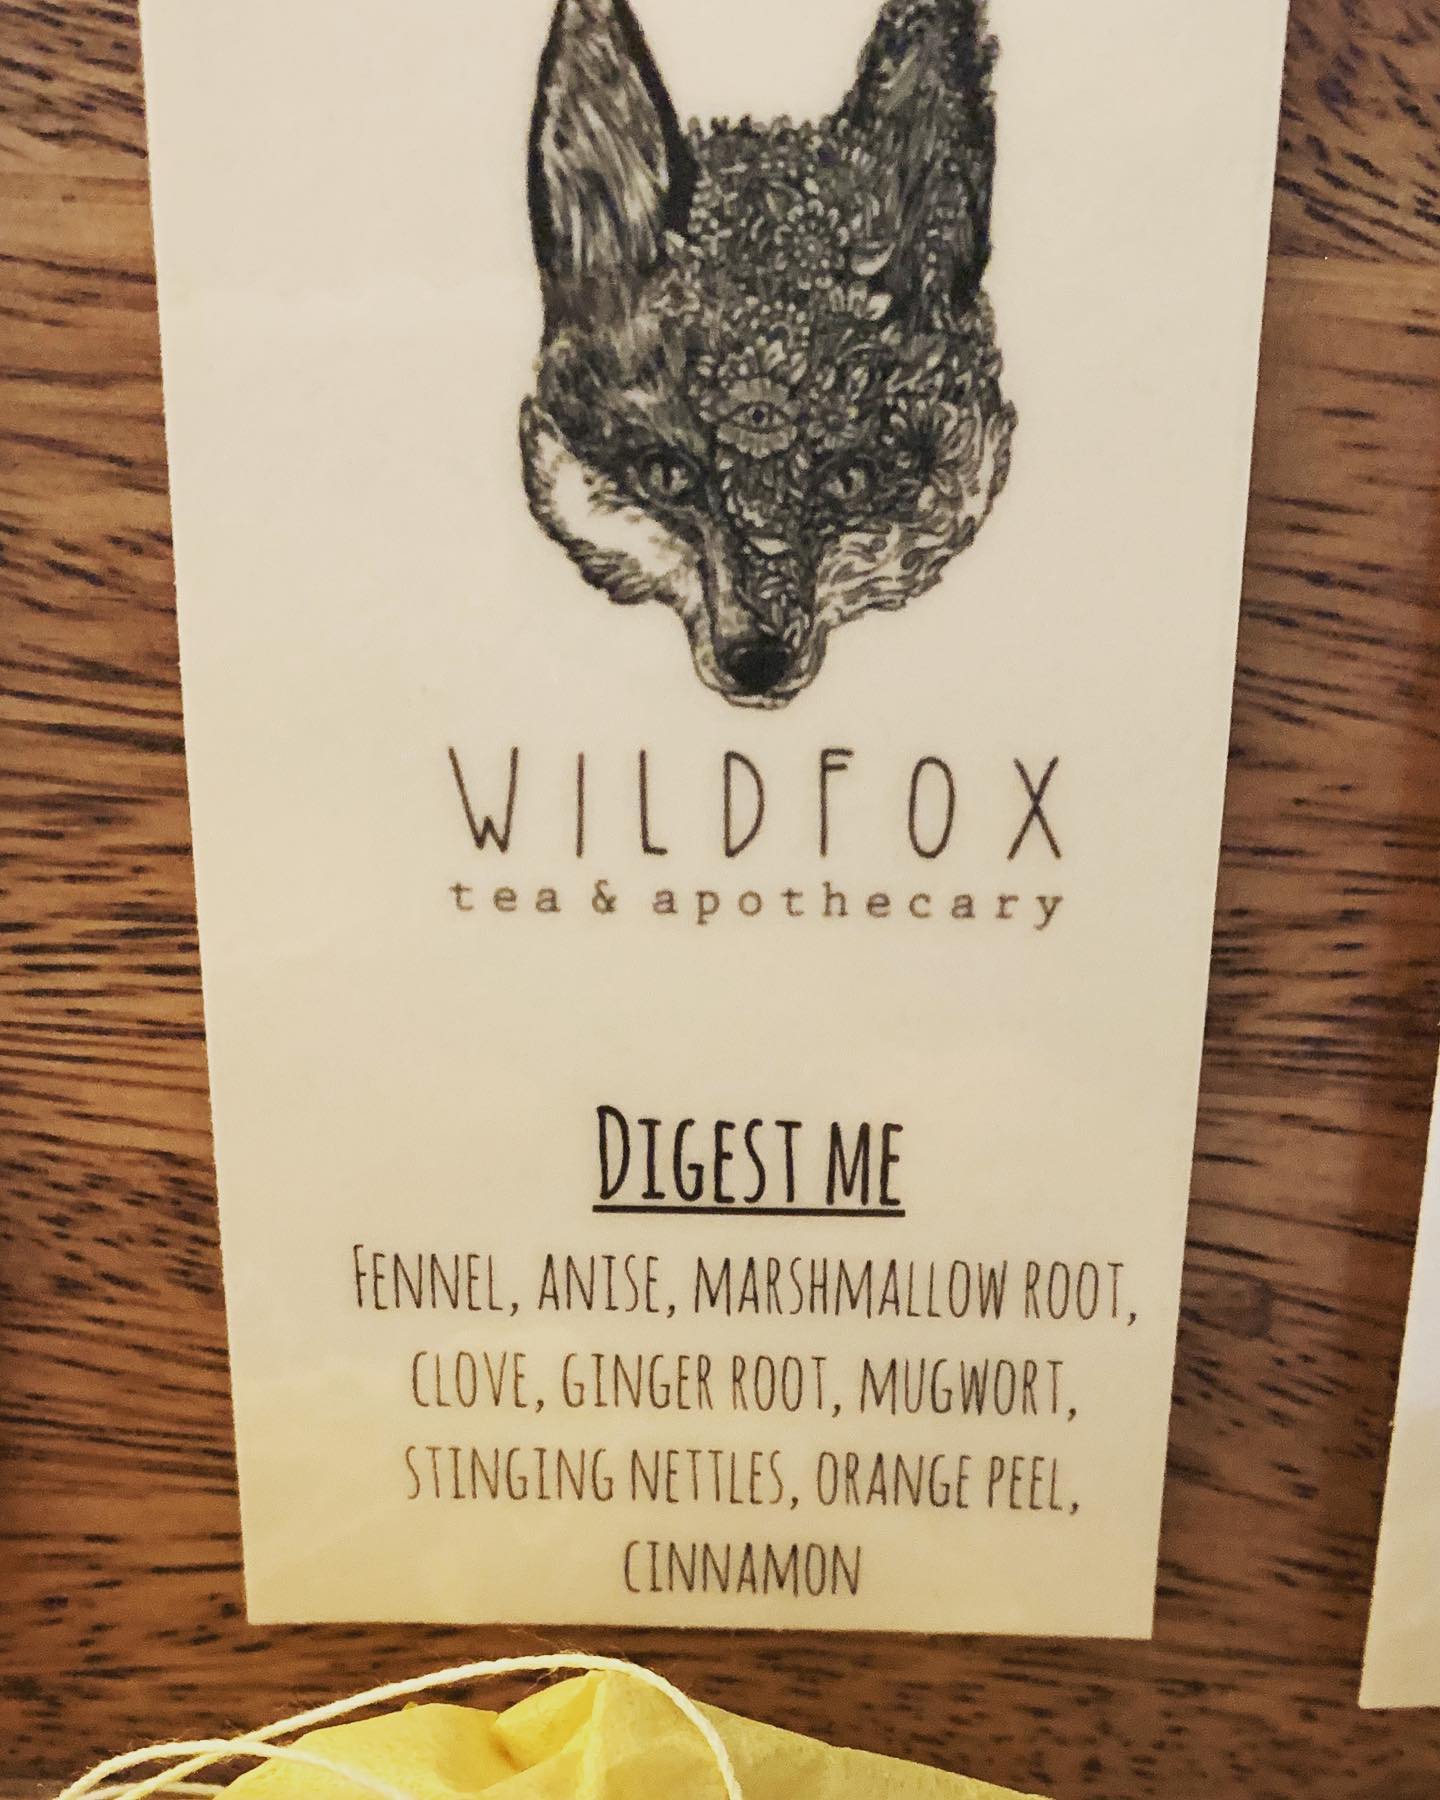 WILDFOX
tea & apothecary
DIGEST ME
FENNEL, ANISE, MARSHMALLOW ROOT,
CLOVE, GINGER ROOT, MUGWORT,
STINGING NETTLES, ORANGE PEEL,
CINNAMON